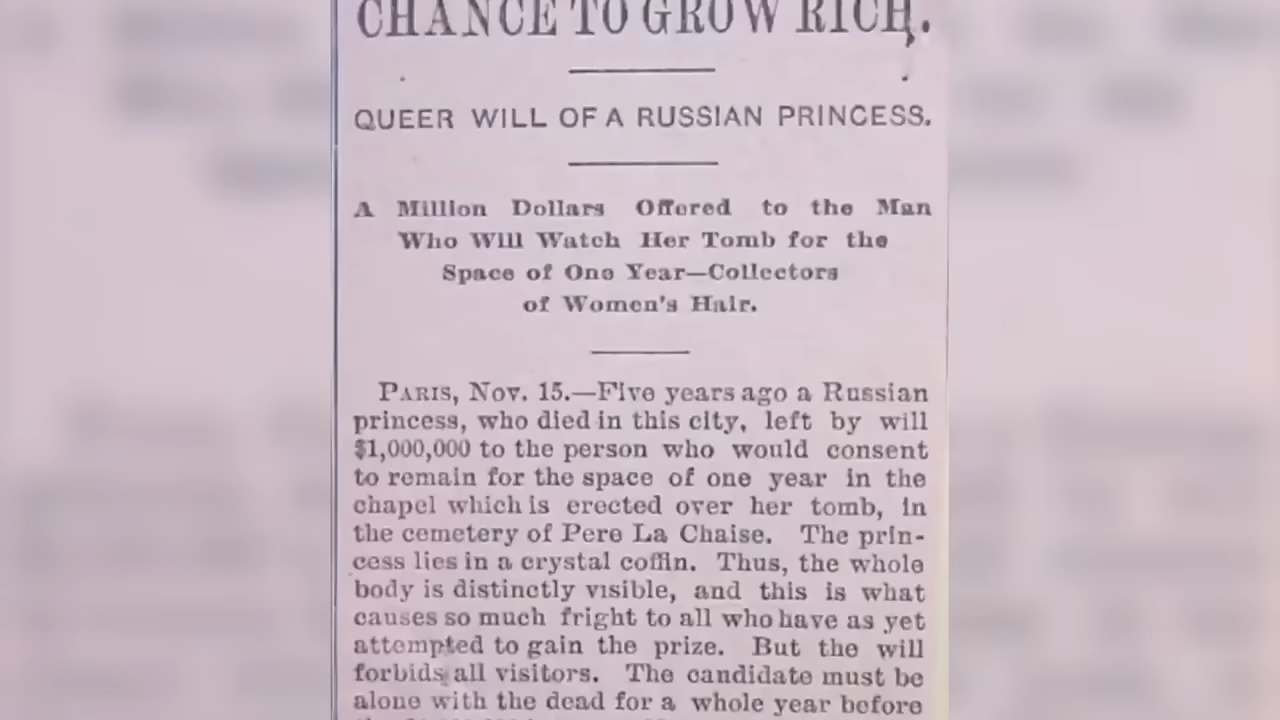 CHANCE TO GROW RICH.
QUEER WILL OF A RUSSIAN PRINCESS.
A Million Dollars Offered to the Man
Who Will Watch Her Tomb for the
Space of One Year—Collectors
of Women's Hair.
PARIS, Nov. 15.—Five years ago a Russian
princess, who died in this city, left by will
$1,000,000 to the person who would consent
to remain for the space of one year in the
chapel which is erected over her tomb, in
the cemetery of Pere La Chaise. The prin-
cess lies in a crystal coffin. Thus, the whole
body is distinctly visible, and this is what
causes so much fright to all who have as yet
attempted to gain the prize. But the will
forbids all visitors. The candidate must be
alone with the dead for a whole year before